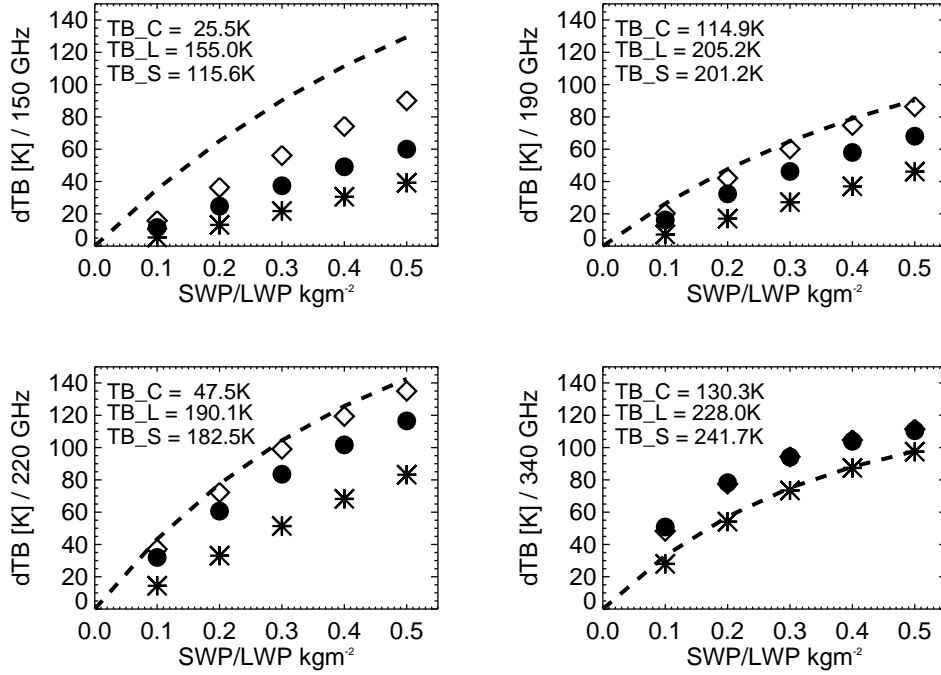 dTB [K] / 150 GHz
140
120
100
80
60
40
20
0
TB_C = 25.5K
TB_L = 155.0K
TB_S = 115.6K
0.0 0.1 0.2 0.3 0.4 0.5
SWP/LWP kgm-2
dTB [K] / 190 GHz
140
120
100
80
60
40
20
0
TB_C = 114.9K
TB_L = 205.2K
TB_S = 201.2K
0.0 0.1 0.2 0.3 0.4 0.5
SWP/LWP kgm-2
dTB [K] / 220 GHz
140
120
100
80
60
40
20
0
TB_C = 47.5K
TB_L = 190.1K
TB_S = 182.5K
0.0 0.1 0.2 0.3 0.4 0.5
SWP/LWP kgm-2
dTB [K] / 340 GHz
140
120
100
80
60
40
20
0
TB_C = 130.3K
TB_L = 228.0K
TB_S = 241.7K
0.0 0.1 0.2 0.3 0.4 0.5
SWP/LWP kgm-2